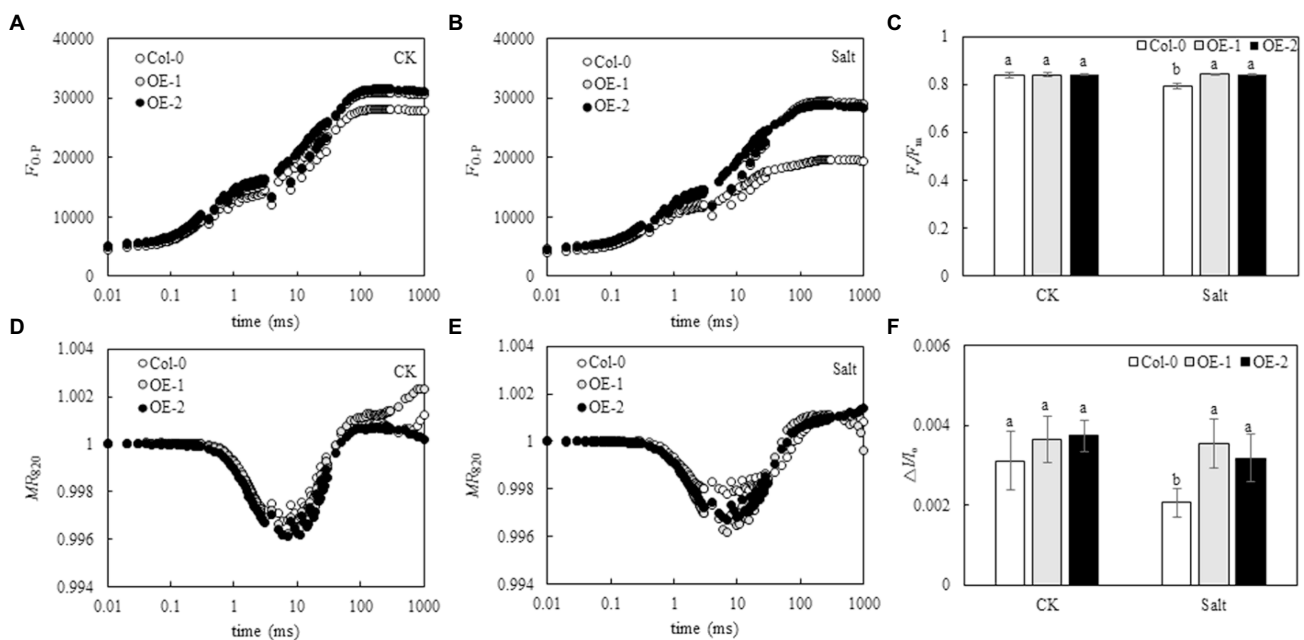 A
B
C
40000
30000
20000
10000
0
F_O-P
Col-0
OE-1
OE-2
CK
0.01 0.1 1 10 100 1000
time (ms)
40000
30000
20000
10000
0
F_O-P
Col-0
OE-1
OE-2
Salt
0.01 0.1 1 10 100 1000
time (ms)
1
0.8
0.6
0.4
0.2
0
F_v/F_m
Col-0 OE-1 OE-2
a a a b a a
CK Salt
D
E
F
1.004
1.002
1
0.998
0.996
0.994
MR_820
Col-0
OE-1
OE-2
CK
0.01 0.1 1 10 100 1000
time (ms)
1.004
1.002
1
0.998
0.996
0.994
MR_820
Col-0
OE-1
OE-2
Salt
0.01 0.1 1 10 100 1000
time (ms)
0.006
0.004
0.002
0
△I/I_o
Col-0 OE-1 OE-2
a a a b a a
CK Salt